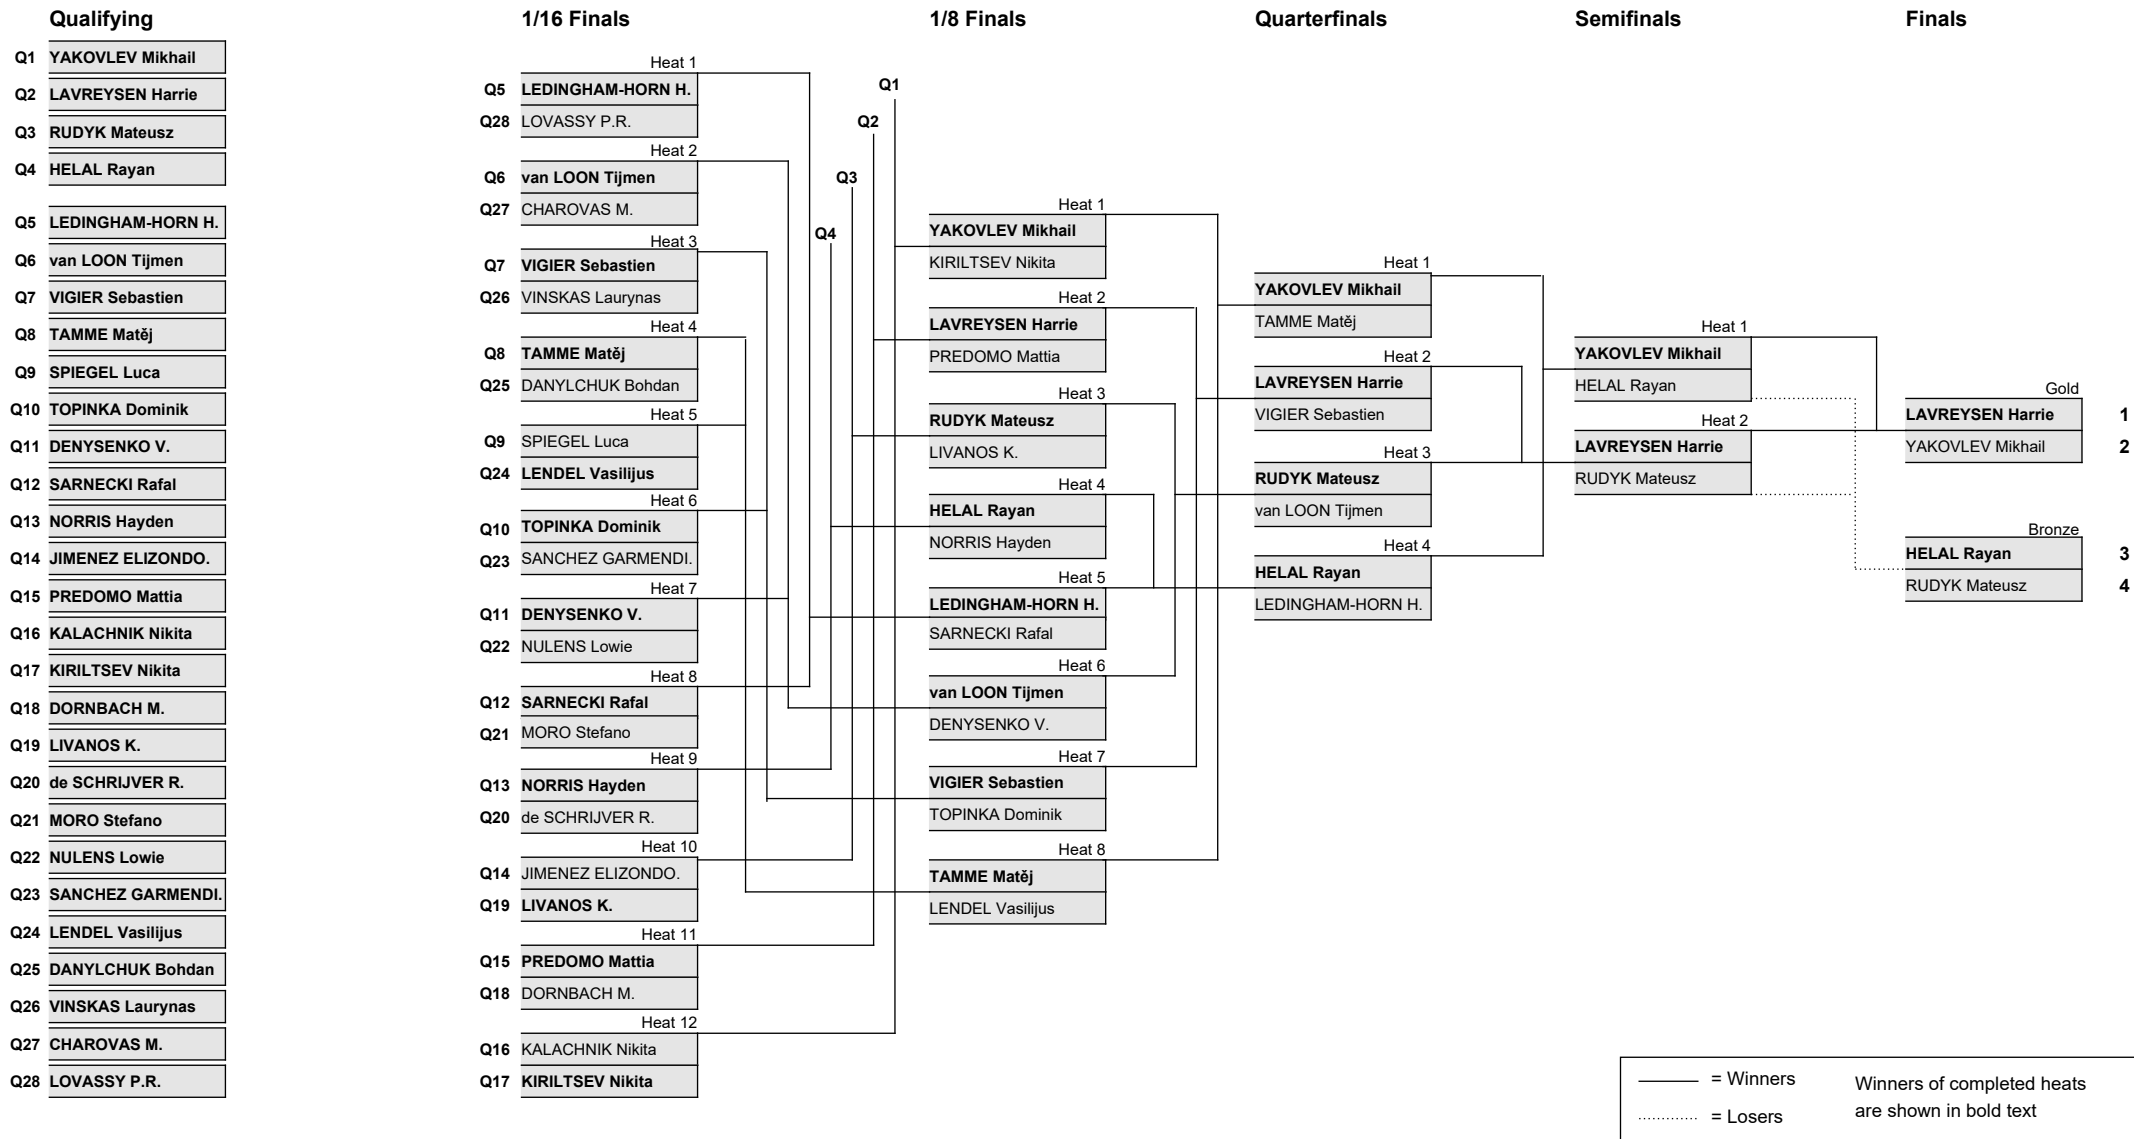 Qualifying
Q1 YAKOVLEV Mikhail
Q2 LAVREYSEN Harrie
Q3 RUDYK Mateusz
Q4 HELAL Rayan
Q5 LEDINGHAM-HORN H.
Q6 van LOON Tijmen
Q7 VIGIER Sebastien
Q8 TAMME Matěj
Q9 SPIEGEL Luca
Q10 TOPINKA Dominik
Q11 DENYSENKO V.
Q12 SARNECKI Rafal
Q13 NORRIS Hayden
Q14 JIMENEZ ELIZONDO.
Q15 PREDOMO Mattia
Q16 KALACHNIK Nikita
Q17 KIRILTSEV Nikita
Q18 DORNBACH M.
Q19 LIVANOS K.
Q20 de SCHRIJVER R.
Q21 MORO Stefano
Q22 NULENS Lowie
Q23 SANCHEZ GARMENDI.
Q24 LENDEL Vasilijus
Q25 DANYLCHUK Bohdan
Q26 VINSKAS Laurynas
Q27 CHAROVAS M.
Q28 LOVASSY P.R.
1/16 Finals
Heat 1
Q5 LEDINGHAM-HORN H.
Q28 LOVASSY P.R.
Heat 2
Q6 van LOON Tijmen
Q27 CHAROVAS M.
Heat 3
Q7 VIGIER Sebastien
Q26 VINSKAS Laurynas
Heat 4
Q8 TAMME Matěj
Q25 DANYLCHUK Bohdan
Heat 5
Q9 SPIEGEL Luca
Q24 LENDEL Vasilijus
Heat 6
Q10 TOPINKA Dominik
Q23 SANCHEZ GARMENDI.
Heat 7
Q11 DENYSENKO V.
Q22 NULENS Lowie
Heat 8
Q12 SARNECKI Rafal
Q21 MORO Stefano
Heat 9
Q13 NORRIS Hayden
Q20 de SCHRIJVER R.
Heat 10
Q14 JIMENEZ ELIZONDO.
Q19 LIVANOS K.
Heat 11
Q15 PREDOMO Mattia
Q18 DORNBACH M.
Heat 12
Q16 KALACHNIK Nikita
Q17 KIRILTSEV Nikita
1/8 Finals
Q1
Q2
Q3
Q4
Heat 1
YAKOVLEV Mikhail
KIRILTSEV Nikita
Heat 2
LAVREYSEN Harrie
PREDOMO Mattia
Heat 3
RUDYK Mateusz
LIVANOS K.
Heat 4
HELAL Rayan
NORRIS Hayden
Heat 5
LEDINGHAM-HORN H.
SARNECKI Rafal
Heat 6
van LOON Tijmen
DENYSENKO V.
Heat 7
VIGIER Sebastien
TOPINKA Dominik
Heat 8
TAMME Matěj
LENDEL Vasilijus
Quarterfinals
Heat 1
YAKOVLEV Mikhail
TAMME Matěj
Heat 2
LAVREYSEN Harrie
VIGIER Sebastien
Heat 3
RUDYK Mateusz
van LOON Tijmen
Heat 4
HELAL Rayan
LEDINGHAM-HORN H.
Semifinals
Heat 1
YAKOVLEV Mikhail
HELAL Rayan
Heat 2
LAVREYSEN Harrie
RUDYK Mateusz
Finals
Gold
LAVREYSEN Harrie 1
YAKOVLEV Mikhail 2
Bronze
HELAL Rayan 3
RUDYK Mateusz 4
= Winners
= Losers
Winners of completed heats
are shown in bold text